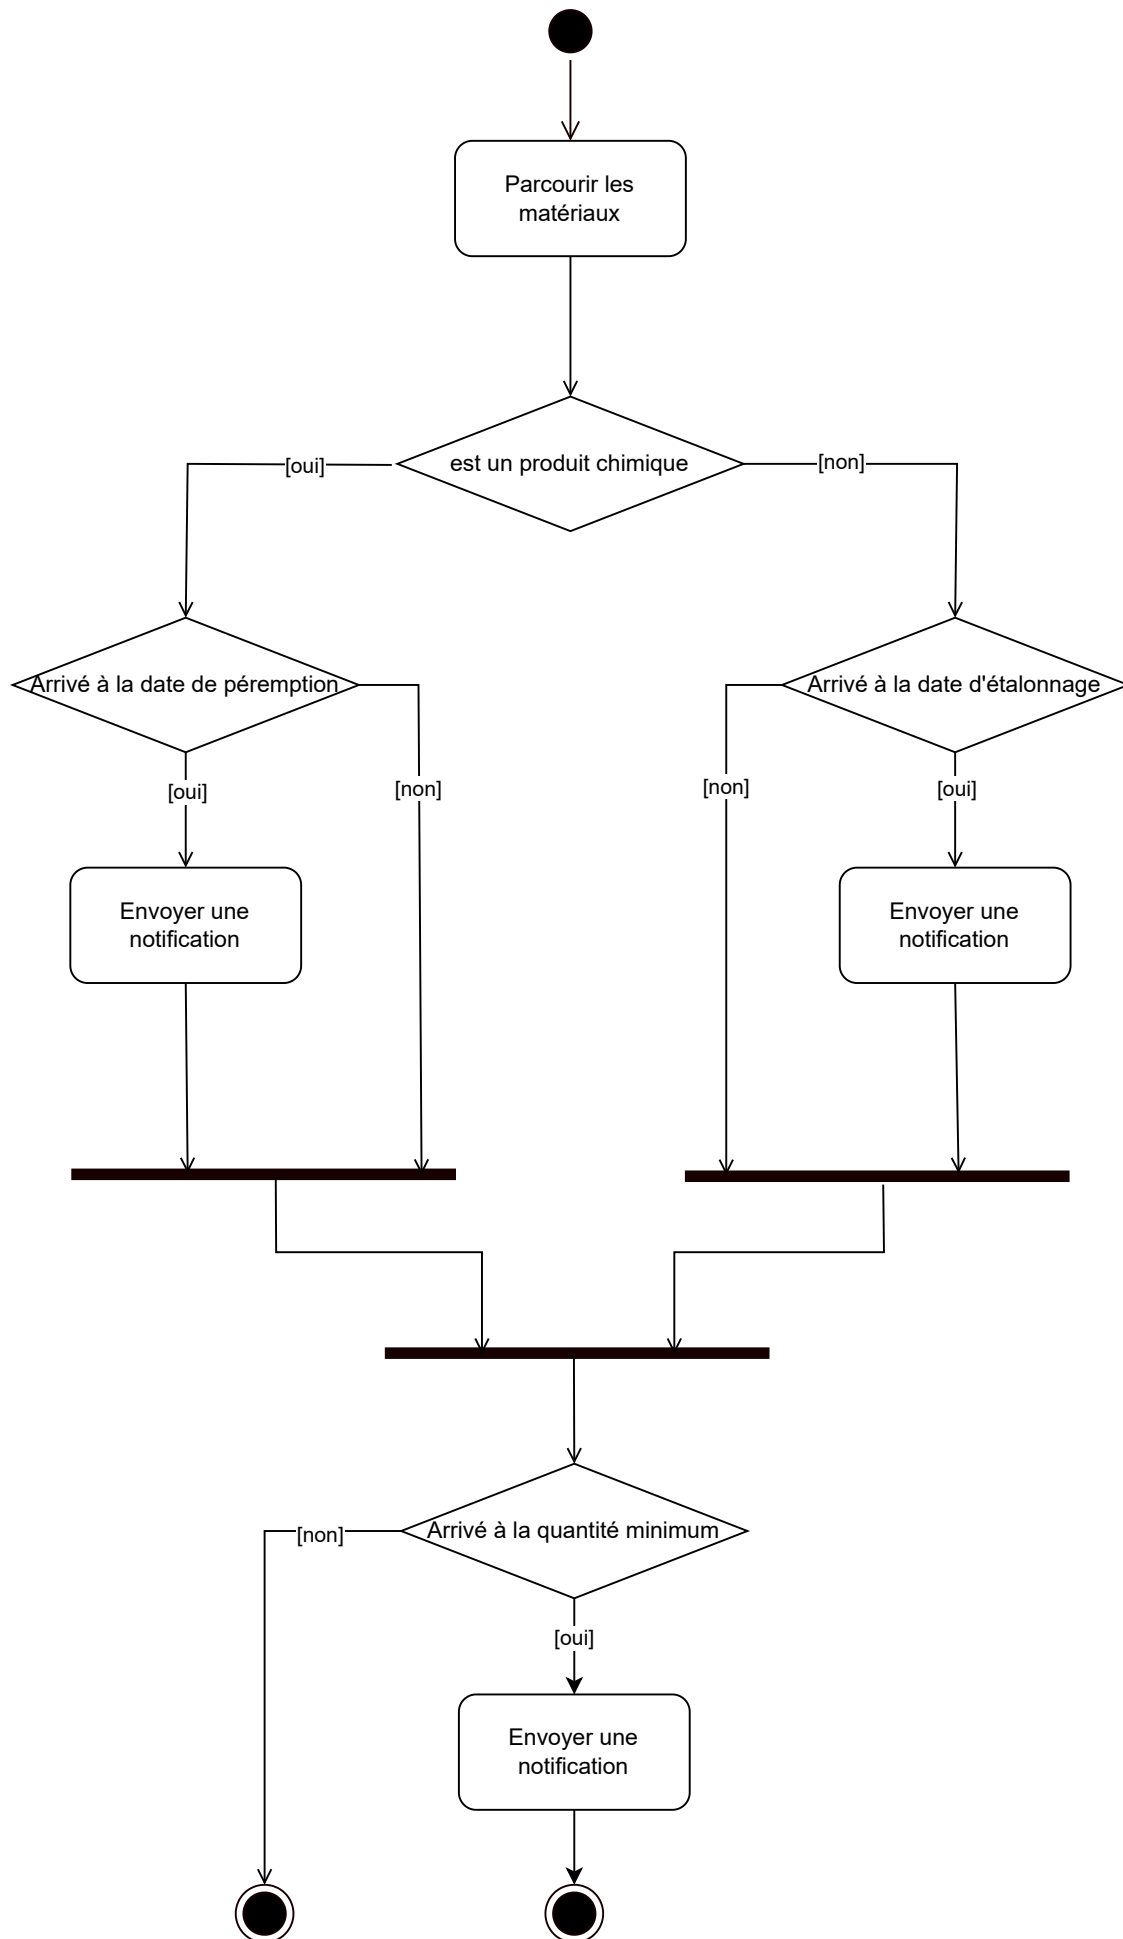 Parcourir les
matériaux
est un produit chimique
[oui]
[non]
Arrivé à la date de péremption
Arrivé à la date d'étalonnage
[oui]
[non]
[non]
[oui]
Envoyer une
notification
Envoyer une
notification
Arrivé à la quantité minimum
[non]
[oui]
Envoyer une
notification